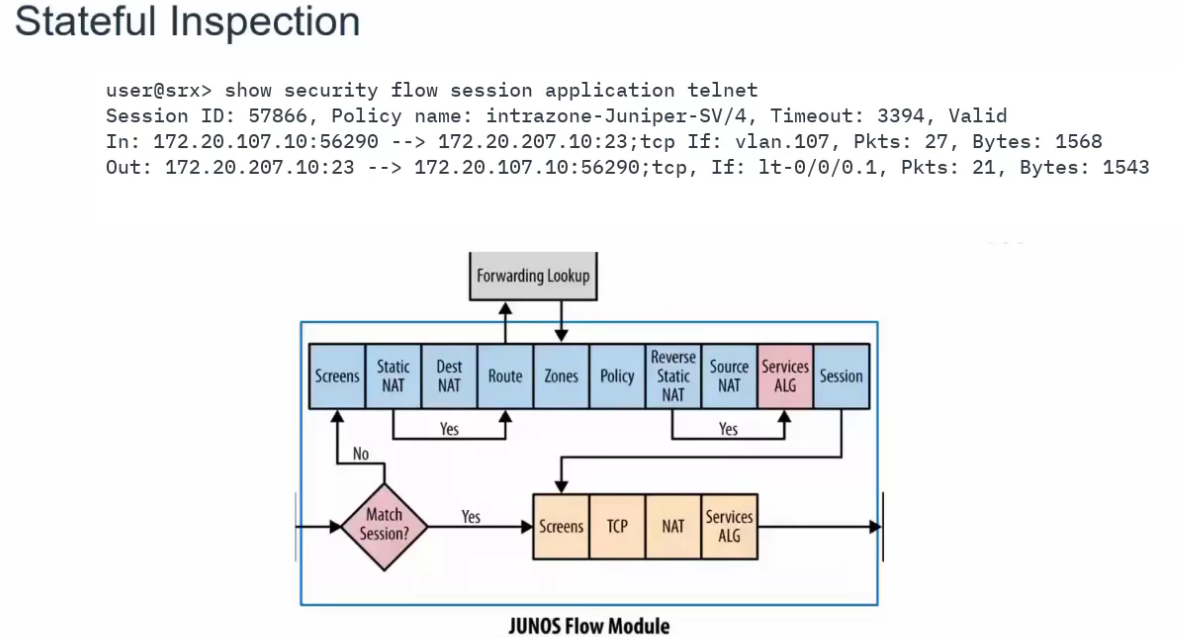 Stateful Inspection
user@srx> show security flow session application telnet
Session ID: 57866, Policy name: intrazone-Juniper-SV/4, Timeout: 3394, Valid
In: 172.20.107.10:56290 --> 172.20.207.10:23;tcp If: vlan.107, Pkts: 27, Bytes: 1568
Out: 172.20.207.10:23 --> 172.20.107.10:56290;tcp, If: lt-0/0/0.1, Pkts: 21, Bytes: 1543
Forwarding Lookup
Screens
Static
NAT
Dest
NAT
Route
Zones
Policy
Reverse
Static
NAT
Source
NAT
Services
ALG
Session
Yes
Yes
No
Match
Session?
Yes
Screens
TCP
NAT
Services
ALG
JUNOS Flow Module